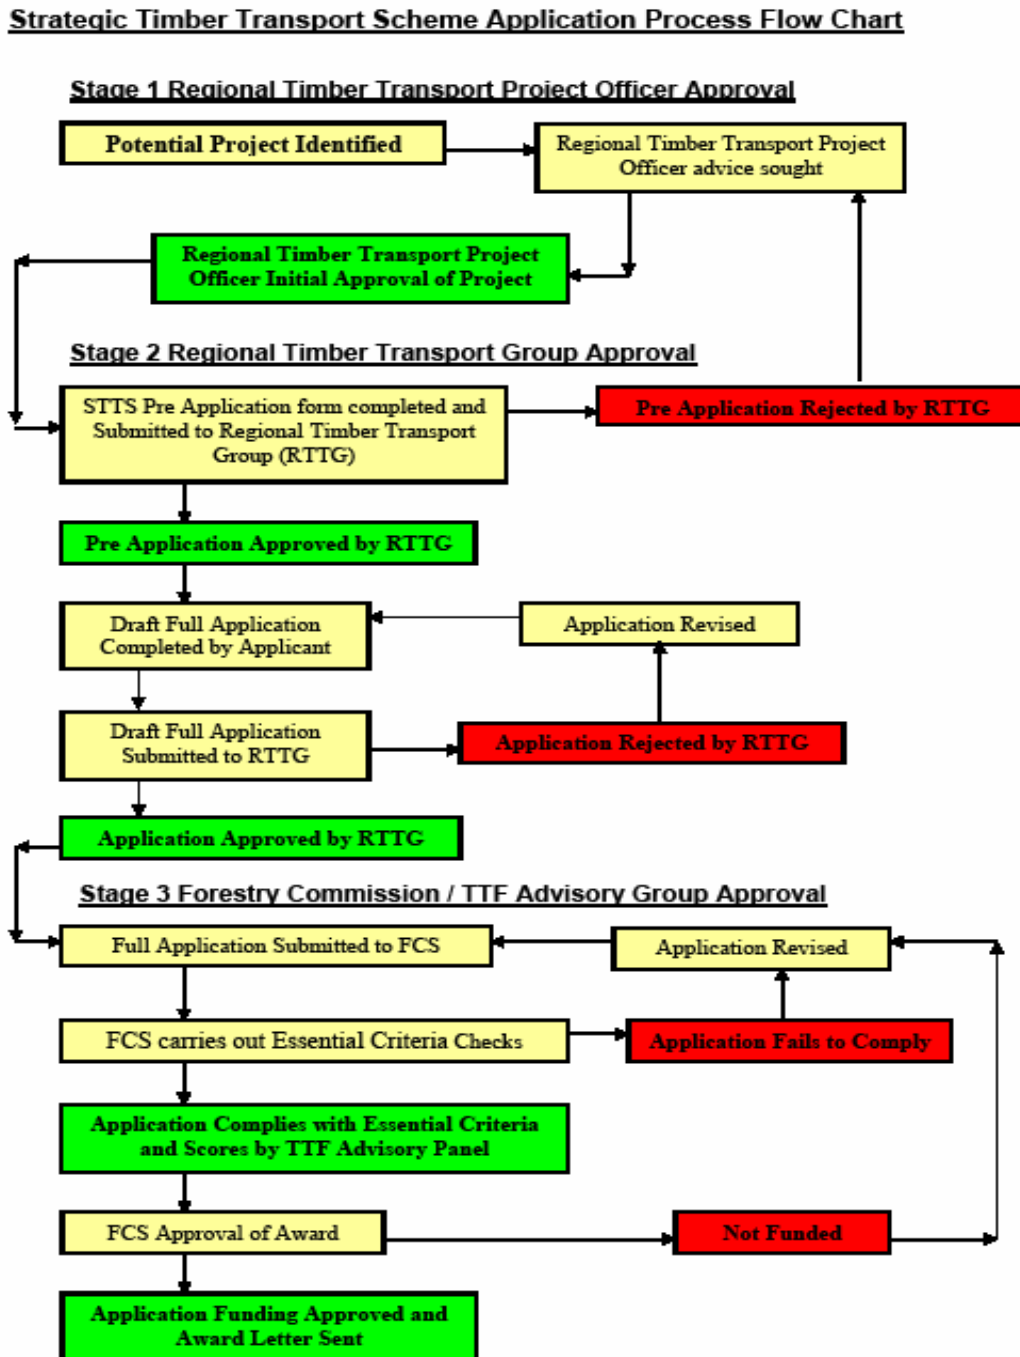 Strategic Timber Transport Scheme Application Process Flow Chart
Stage 1 Regional Timber Transport Project Officer Approval
Potential Project Identified
Regional Timber Transport Project
Officer advice sought
Regional Timber Transport Project
Officer Initial Approval of Project
Stage 2 Regional Timber Transport Group Approval
STTS Pre Application form completed and
Submitted to Regional Timber Transport
Group (RTTG)
Pre Application Rejected by RTTG
Pre Application Approved by RTTG
Draft Full Application
Completed by Applicant
Application Revised
Draft Full Application
Submitted to RTTG
Application Rejected by RTTG
Application Approved by RTTG
Stage 3 Forestry Commission / TTF Advisory Group Approval
Full Application Submitted to FCS
Application Revised
FCS carries out Essential Criteria Checks
Application Fails to Comply
Application Complies with Essential Criteria
and Scores by TTF Advisory Panel
FCS Approval of Award
Not Funded
Application Funding Approved and
Award Letter Sent